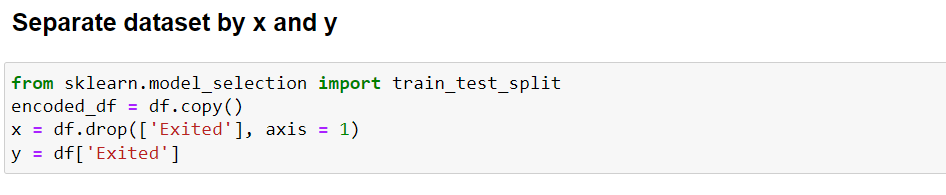 Separate dataset by x and y
from sklearn.model_selection import train_test_split
encoded_df = df.copy()
x = df.drop(['Exited'], axis = 1)
y = df['Exited']